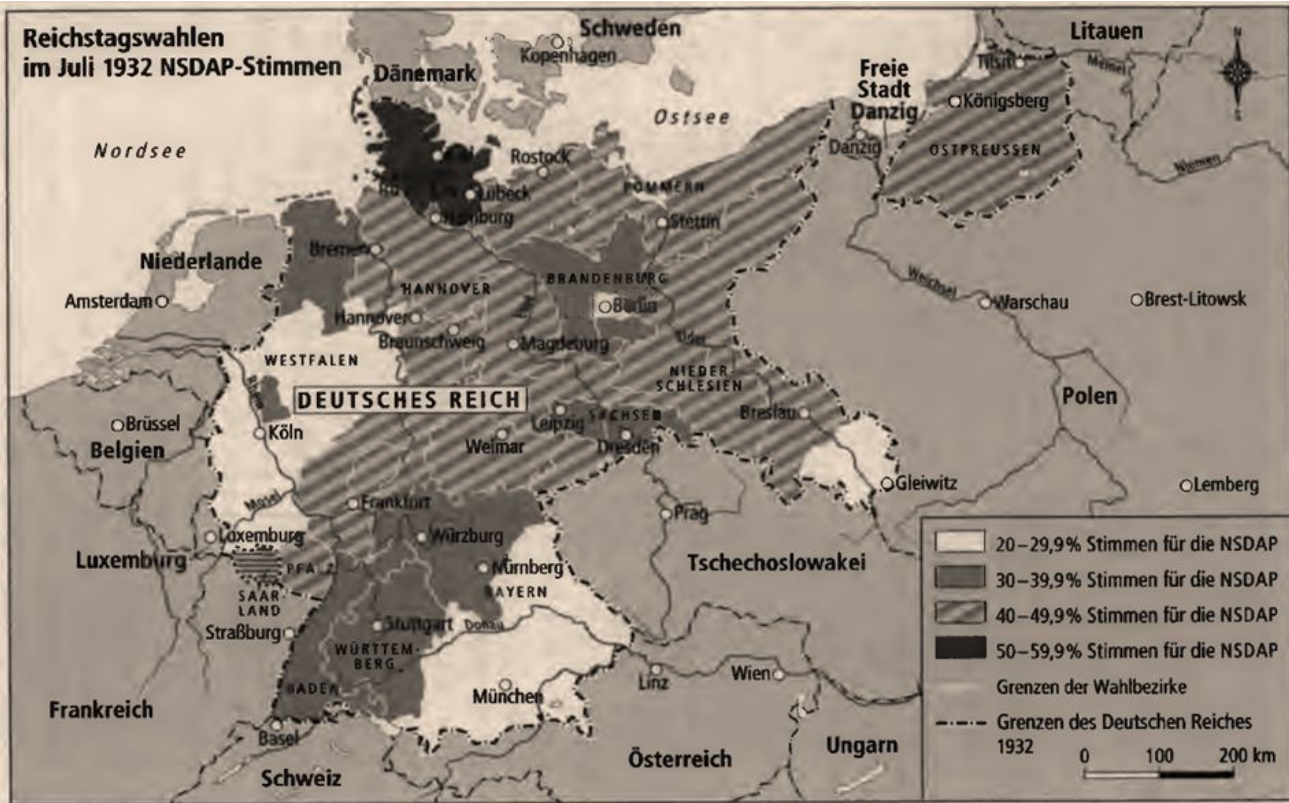 Reichstagswahlen
im Juli 1932 NSDAP-Stimmen
Schweden
Kopenhagen
Dänemark
Litauen
N
S
Tilsit
Memel
Freie
Stadt
Danzig
Königsberg
Ostsee
Nordsee
Danzig
OSTPREUSSEN
Niemen
Rostock
Lübeck
POMMERN
Hamburg
Stettin
Bremen
Niederlande
BRANDENBURG
Weichsel
HANNOVER
Amsterdam
Berlin
Warschau
Brest-Litowsk
Hannover
Elbe
Braunschweig
Magdeburg
Oder
WESTFALEN
NIEDER-
SCHLESIEN
Rhein
DEUTSCHES REICH
Polen
Brüssel
Leipzig
SACHSEN
Breslau
Belgien
Köln
Weimar
Dresden
Gleiwitz
Lemberg
Mosel
Frankfurt
Prag
Luxemburg
Würzburg
Luxemburg
Tschechoslowakei
PFALZ
Nürnberg
SAAR-
LAND
BAYERN
Straßburg
Stuttgart
Donau
WÜRTTEM-
BERG
BADEN
München
Linz
Wien
Frankreich
Basel
Schweiz
Österreich
Ungarn
20–29,9% Stimmen für die NSDAP
30–39,9% Stimmen für die NSDAP
40–49,9% Stimmen für die NSDAP
50–59,9% Stimmen für die NSDAP
Grenzen der Wahlbezirke
Grenzen des Deutschen Reiches
1932
0 100 200 km